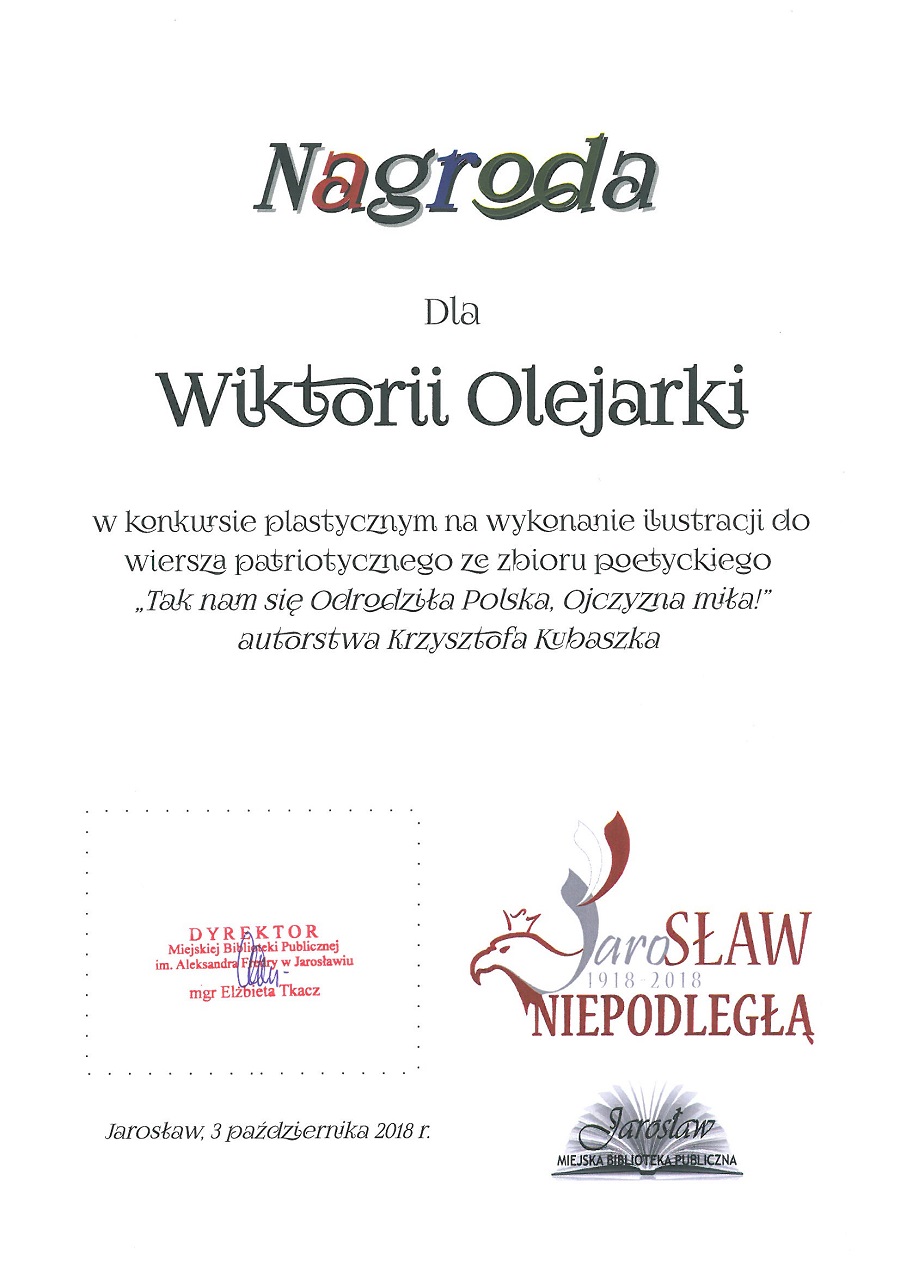 Nagroda
Dla
Wiktorii Olejarki
w konkursie plastycznym na wykonanie ilustracji do
wiersza patriotycznego ze zbioru poetyckiego
„Tak nam się Odrodziła Polska, Ojczyzna miła!”
autorstwa Krzysztofa Kubaszka
DYREKTOR
Miejskiej Biblioteki Publicznej
im. Aleksandra Fredry w Jarosławiu
mgr Elżbieta Tkacz
JaroSŁAW
1918-2018
NIEPODLEGŁĄ
Jarosław, 3 października 2018 r.
Jarosław
MIEJSKA BIBLIOTEKA PUBLICZNA